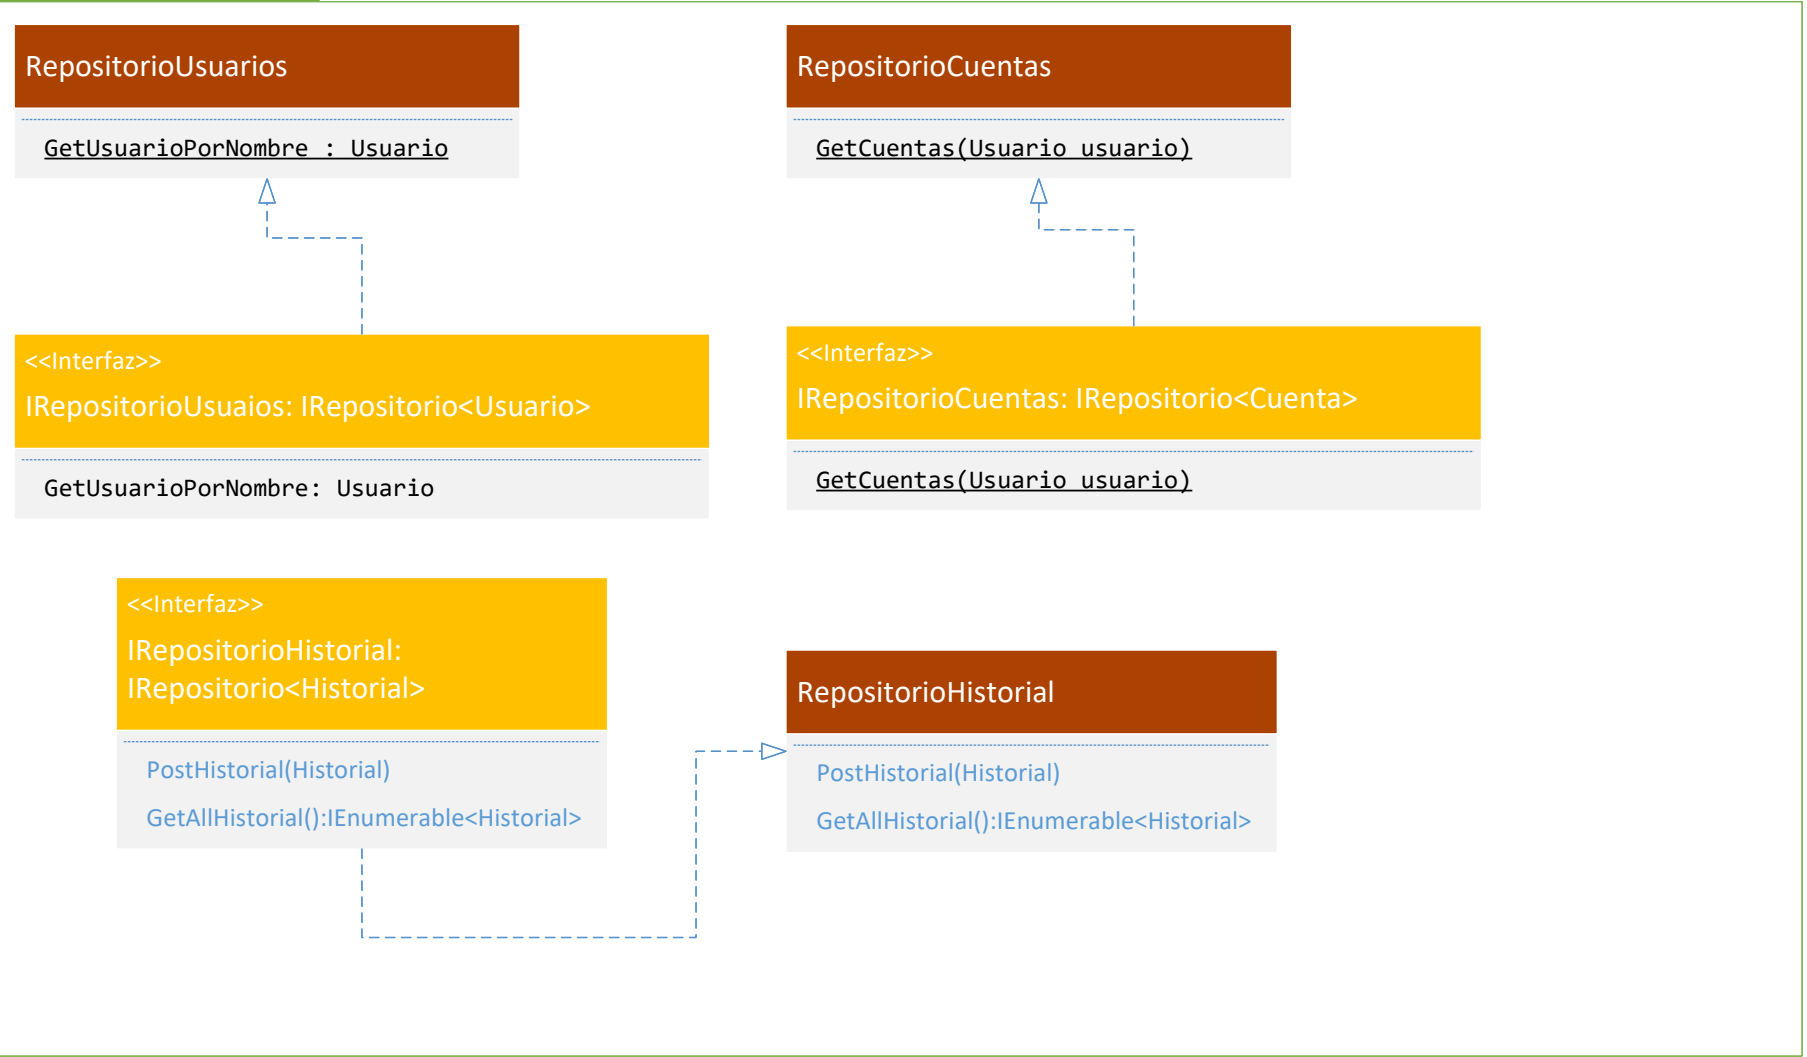 RepositorioUsuarios
GetUsuarioPorNombre : Usuario
RepositorioCuentas
GetCuentas(Usuario usuario)
<<Interfaz>>
IRepositorioUsuaios: IRepositorio<Usuario>
GetUsuarioPorNombre: Usuario
<<Interfaz>>
IRepositorioCuentas: IRepositorio<Cuenta>
GetCuentas(Usuario usuario)
<<Interfaz>>
IRepositorioHistorial:
IRepositorio<Historial>
PostHistorial(Historial)
GetAllHistorial():IEnumerable<Historial>
RepositorioHistorial
PostHistorial(Historial)
GetAllHistorial():IEnumerable<Historial>